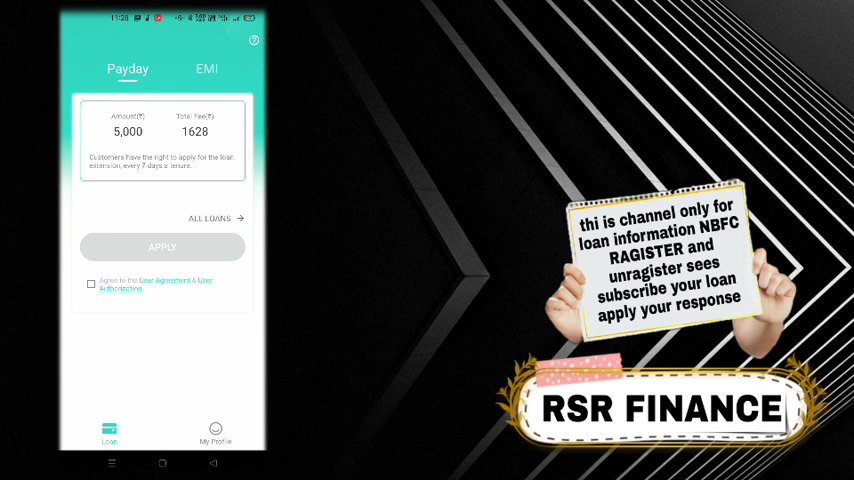 11:28
Payday EMI
Amount(₹) Total Fee(₹)
5,000 1628
Customers have the right to apply for the loan
extension, every 7 days a tenure.
ALL LOANS →
APPLY
Agree to the User Agreement & User
Authorization
Loan My Profile
thi is channel only for
loan information NBFC
RAGISTER and
unragister sees
subscribe your loan
apply your response
RSR FINANCE